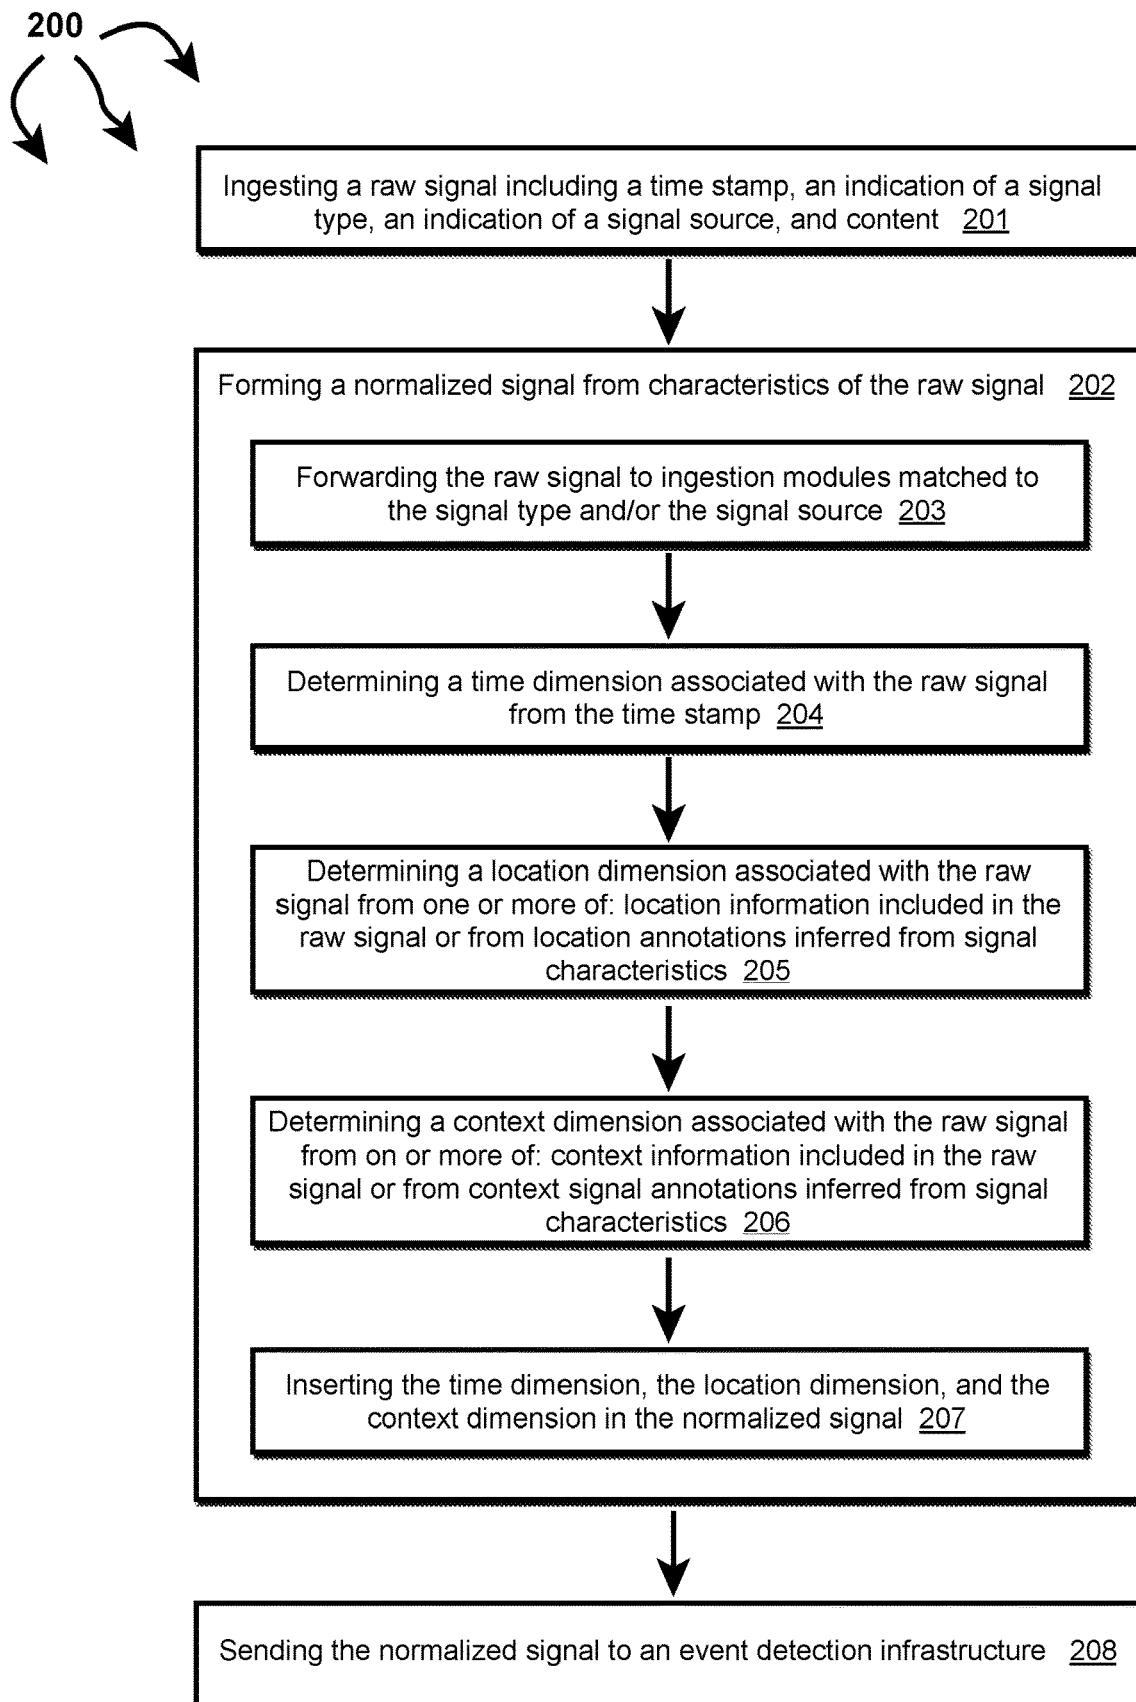 200
Ingesting a raw signal including a time stamp, an indication of a signal
type, an indication of a signal source, and content 201
Forming a normalized signal from characteristics of the raw signal 202
Forwarding the raw signal to ingestion modules matched to
the signal type and/or the signal source 203
Determining a time dimension associated with the raw signal
from the time stamp 204
Determining a location dimension associated with the raw
signal from one or more of: location information included in the
raw signal or from location annotations inferred from signal
characteristics 205
Determining a context dimension associated with the raw signal
from on or more of: context information included in the raw
signal or from context signal annotations inferred from signal
characteristics 206
Inserting the time dimension, the location dimension, and the
context dimension in the normalized signal 207
Sending the normalized signal to an event detection infrastructure 208